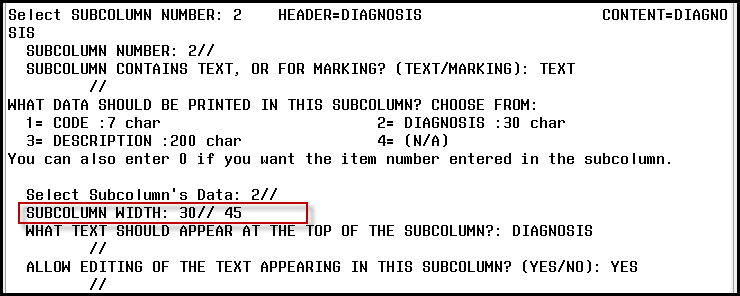 Select SUBCOLUMN NUMBER: 2    HEADER=DIAGNOSIS                      CONTENT=DIAGNO
SIS
  SUBCOLUMN NUMBER: 2//
  SUBCOLUMN CONTAINS TEXT, OR FOR MARKING? (TEXT/MARKING): TEXT
         //
WHAT DATA SHOULD BE PRINTED IN THIS SUBCOLUMN? CHOOSE FROM:
  1= CODE :7 char                        2= DIAGNOSIS :30 char
  3= DESCRIPTION :200 char               4= (N/A)
You can also enter 0 if you want the item number entered in the subcolumn.
  Select Subcolumn's Data: 2//
  SUBCOLUMN WIDTH: 30// 45
  WHAT TEXT SHOULD APPEAR AT THE TOP OF THE SUBCOLUMN?: DIAGNOSIS
         //
  ALLOW EDITING OF THE TEXT APPEARING IN THIS SUBCOLUMN? (YES/NO): YES
         //